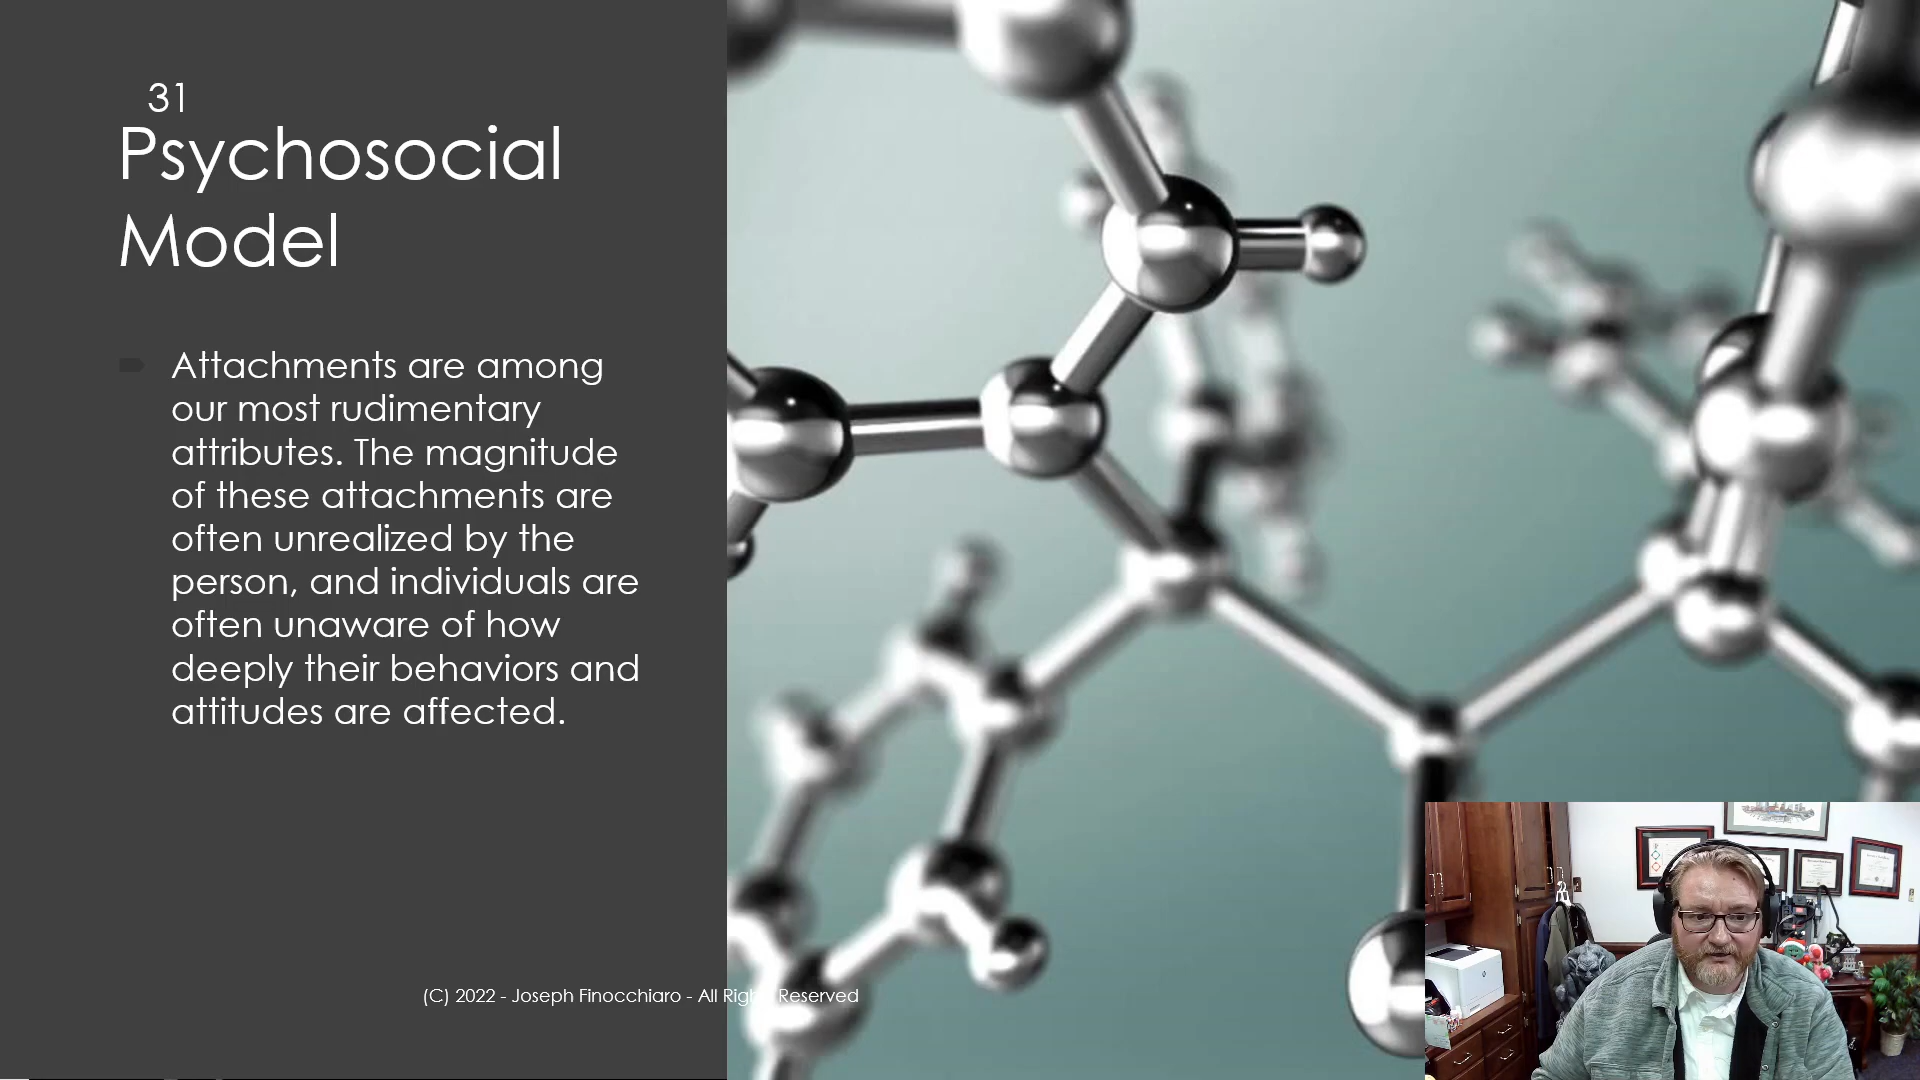 31
Psychosocial
Model
Attachments are among
our most rudimentary
attributes. The magnitude
of these attachments are
often unrealized by the
person, and individuals are
often unaware of how
deeply their behaviors and
attitudes are affected.
(C) 2022 - Joseph Finocchiaro - All Rights Reserved